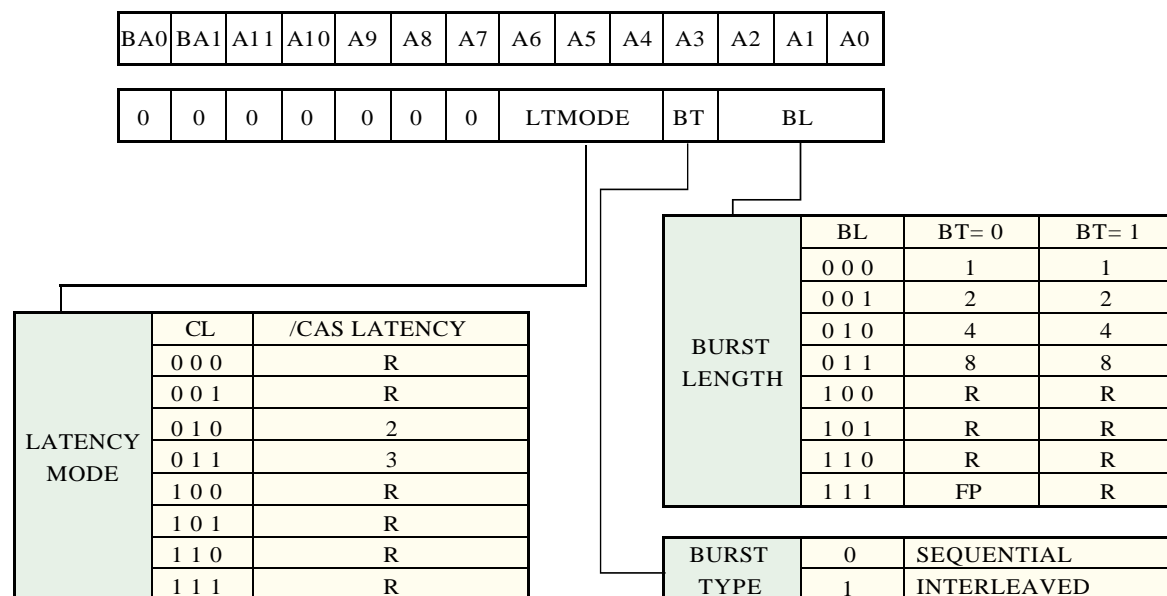 BA0 BA1 A11 A10 A9 A8 A7 A6 A5 A4 A3 A2 A1 A0
0 0 0 0 0 0 0 LTMODE BT BL
LATENCY
MODE
CL /CAS LATENCY
0 0 0 R
0 0 1 R
0 1 0 2
0 1 1 3
1 0 0 R
1 0 1 R
1 1 0 R
1 1 1 R
BURST
LENGTH
BL BT= 0 BT= 1
0 0 0 1 1
0 0 1 2 2
0 1 0 4 4
0 1 1 8 8
1 0 0 R R
1 0 1 R R
1 1 0 R R
1 1 1 FP R
BURST
TYPE
0 SEQUENTIAL
1 INTERLEAVED